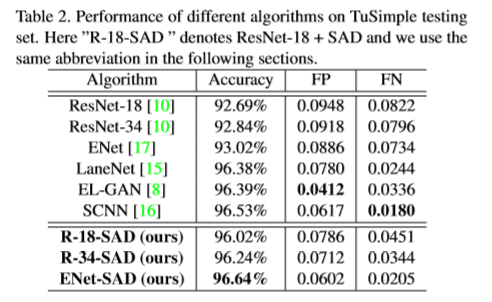 Table 2. Performance of different algorithms on TuSimple testing
set. Here ”R-18-SAD ” denotes ResNet-18 + SAD and we use the
same abbreviation in the following sections.
Algorithm Accuracy FP FN
ResNet-18 [10] 92.69% 0.0948 0.0822
ResNet-34 [10] 92.84% 0.0918 0.0796
ENet [17] 93.02% 0.0886 0.0734
LaneNet [15] 96.38% 0.0780 0.0244
EL-GAN [8] 96.39% 0.0412 0.0336
SCNN [16] 96.53% 0.0617 0.0180
R-18-SAD (ours) 96.02% 0.0786 0.0451
R-34-SAD (ours) 96.24% 0.0712 0.0344
ENet-SAD (ours) 96.64% 0.0602 0.0205